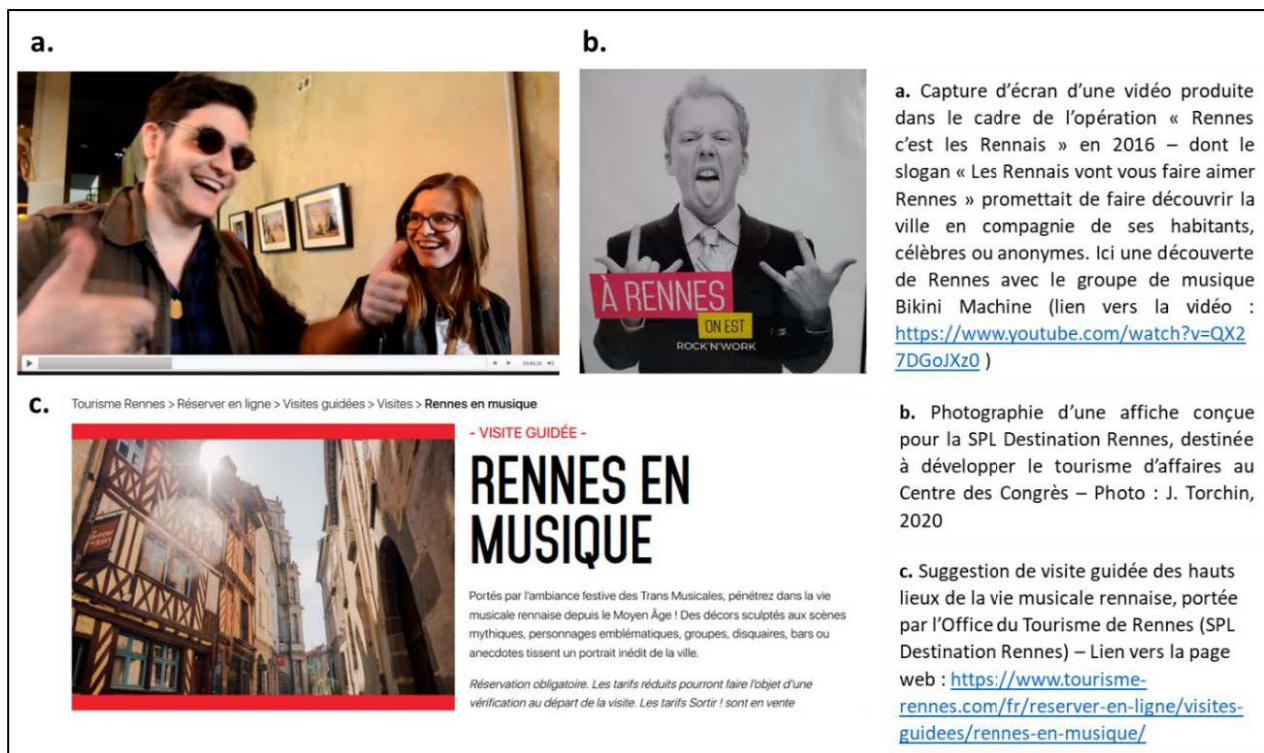 a.
b.
À RENNES
ON EST
ROCK'N'WORK
a. Capture d'écran d'une vidéo produite
dans le cadre de l'opération « Rennes
c'est les Rennais » en 2016 – dont le
slogan « Les Rennais vont vous faire aimer
Rennes » promettait de faire découvrir la
ville en compagnie de ses habitants,
célèbres ou anonymes. Ici une découverte
de Rennes avec le groupe de musique
Bikini Machine (lien vers la vidéo :
https://www.youtube.com/watch?v=QX2
7DGoJXz0 )
c.
Tourisme Rennes > Réserver en ligne > Visites guidées > Visites > Rennes en musique
- VISITE GUIDÉE -
RENNES EN
MUSIQUE
Portés par l'ambiance festive des Trans Musicales, pénétrez dans la vie
musicale rennaise depuis le Moyen Âge ! Des décors sculptés aux scènes
mythiques, personnages emblématiques, groupes, disquaires, bars ou
anecdotes tissent un portrait inédit de la ville.
Réservation obligatoire. Les tarifs réduits pourront faire l'objet d'une
vérification au départ de la visite. Les tarifs Sortir ! sont en vente
b. Photographie d'une affiche conçue
pour la SPL Destination Rennes, destinée
à développer le tourisme d'affaires au
Centre des Congrès – Photo : J. Torchin,
2020
c. Suggestion de visite guidée des hauts
lieux de la vie musicale rennaise, portée
par l'Office du Tourisme de Rennes (SPL
Destination Rennes) – Lien vers la page
web : https://www.tourisme-
rennes.com/fr/reserver-en-ligne/visites-
guidees/rennes-en-musique/